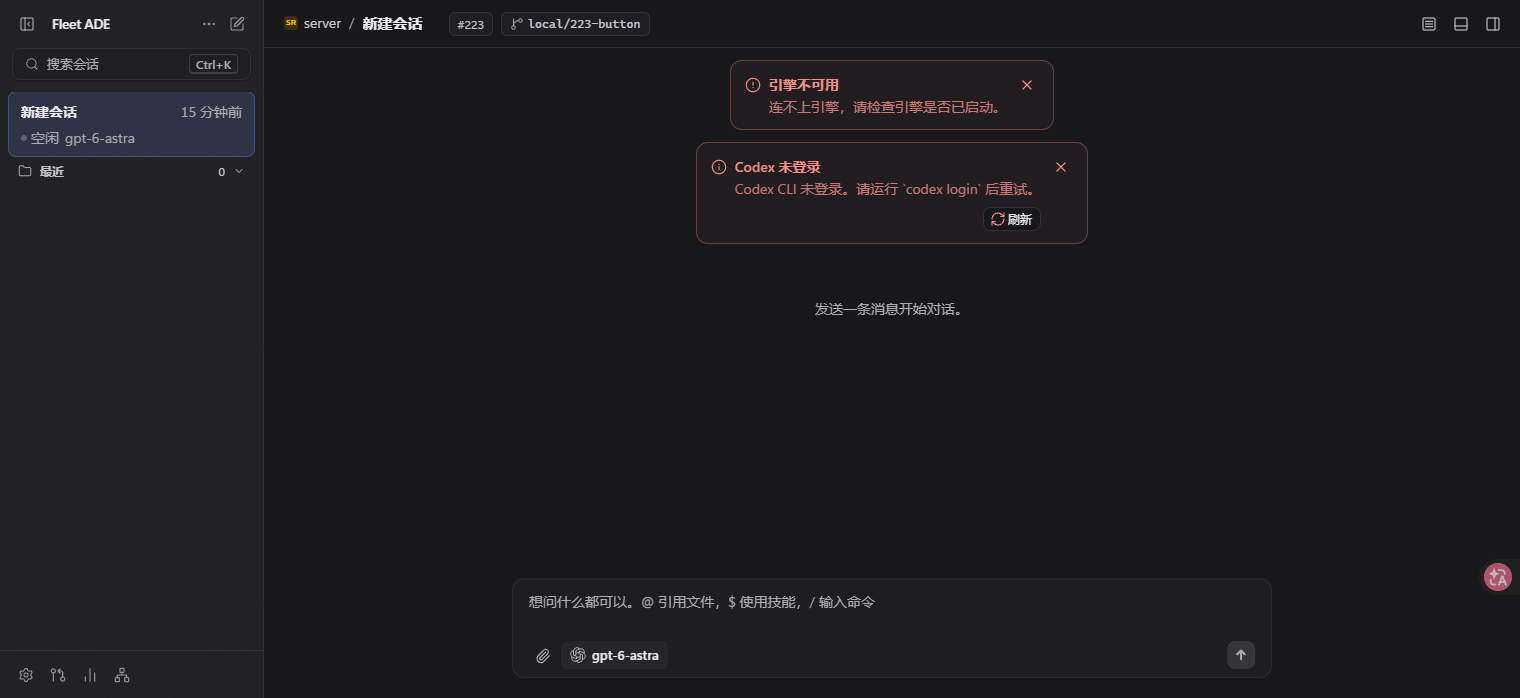 Fleet ADE
搜索会话 Ctrl+K
新建会话 15 分钟前
空闲 gpt-6-astra
最近 0
SR server / 新建会话 #223 local/223-button
引擎不可用
连不上引擎，请检查引擎是否已启动。
Codex 未登录
Codex CLI 未登录。请运行 `codex login` 后重试。
刷新
发送一条消息开始对话。
想问什么都可以。@ 引用文件，$ 使用技能，/ 输入命令
gpt-6-astra